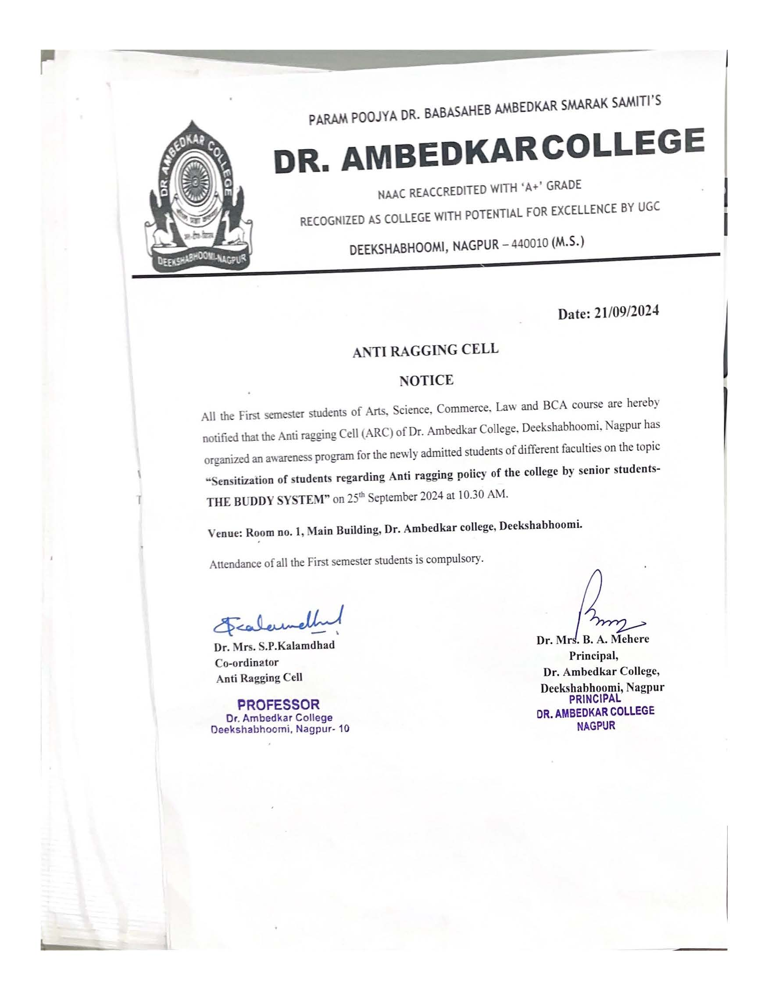 PARAM POOJYA DR. BABASAHEB AMBEDKAR SMARAK SAMITI'S
DR. AMBEDKAR COLLEGE
NAAC REACCREDITED WITH 'A+' GRADE
RECOGNIZED AS COLLEGE WITH POTENTIAL FOR EXCELLENCE BY UGC
DEEKSHABHOOMI, NAGPUR – 440010 (M.S.)
DR. AMBEDKAR COLLEGE
DEEKSHABHOOMI-NAGPUR
Date: 21/09/2024
ANTI RAGGING CELL
NOTICE
All the First semester students of Arts, Science, Commerce, Law and BCA course are hereby
notified that the Anti ragging Cell (ARC) of Dr. Ambedkar College, Deekshabhoomi, Nagpur has
organized an awareness program for the newly admitted students of different faculties on the topic
“Sensitization of students regarding Anti ragging policy of the college by senior students-
THE BUDDY SYSTEM” on 25th September 2024 at 10.30 AM.
Venue: Room no. 1, Main Building, Dr. Ambedkar college, Deekshabhoomi.
Attendance of all the First semester students is compulsory.
Dr. Mrs. S.P.Kalamdhad
Co-ordinator
Anti Ragging Cell
PROFESSOR
Dr. Ambedkar College
Deekshabhoomi, Nagpur- 10
Dr. Mrs. B. A. Mehere
Principal,
Dr. Ambedkar College,
Deekshabhoomi, Nagpur
PRINCIPAL
DR. AMBEDKAR COLLEGE
NAGPUR